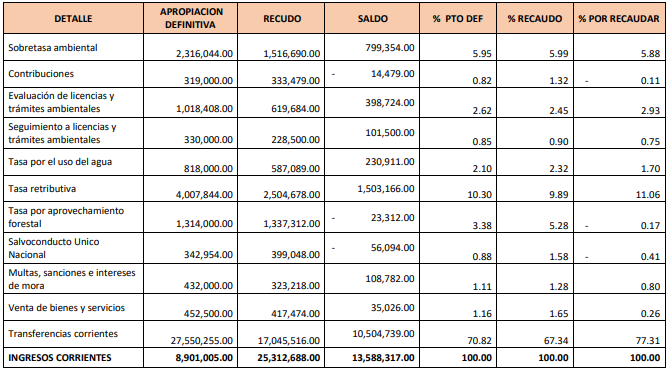 DETALLE APROPIACION DEFINITIVA RECUDO SALDO % PTO DEF % RECAUDO % POR RECAUDAR
Sobretasa ambiental 2,316,044.00 1,516,690.00 799,354.00 5.95 5.99 5.88
Contribuciones 319,000.00 333,479.00 - 14,479.00 0.82 1.32 - 0.11
Evaluación de licencias y trámites ambientales 1,018,408.00 619,684.00 398,724.00 2.62 2.45 2.93
Seguimiento a licencias y trámites ambientales 330,000.00 228,500.00 101,500.00 0.85 0.90 0.75
Tasa por el uso del agua 818,000.00 587,089.00 230,911.00 2.10 2.32 1.70
Tasa retributiva 4,007,844.00 2,504,678.00 1,503,166.00 10.30 9.89 11.06
Tasa por aprovechamiento forestal 1,314,000.00 1,337,312.00 - 23,312.00 3.38 5.28 - 0.17
Salvoconducto Unico Nacional 342,954.00 399,048.00 - 56,094.00 0.88 1.58 - 0.41
Multas, sanciones e intereses de mora 432,000.00 323,218.00 108,782.00 1.11 1.28 0.80
Venta de bienes y servicios 452,500.00 417,474.00 35,026.00 1.16 1.65 0.26
Transferencias corrientes 27,550,255.00 17,045,516.00 10,504,739.00 70.82 67.34 77.31
INGRESOS CORRIENTES 8,901,005.00 25,312,688.00 13,588,317.00 100.00 100.00 100.00